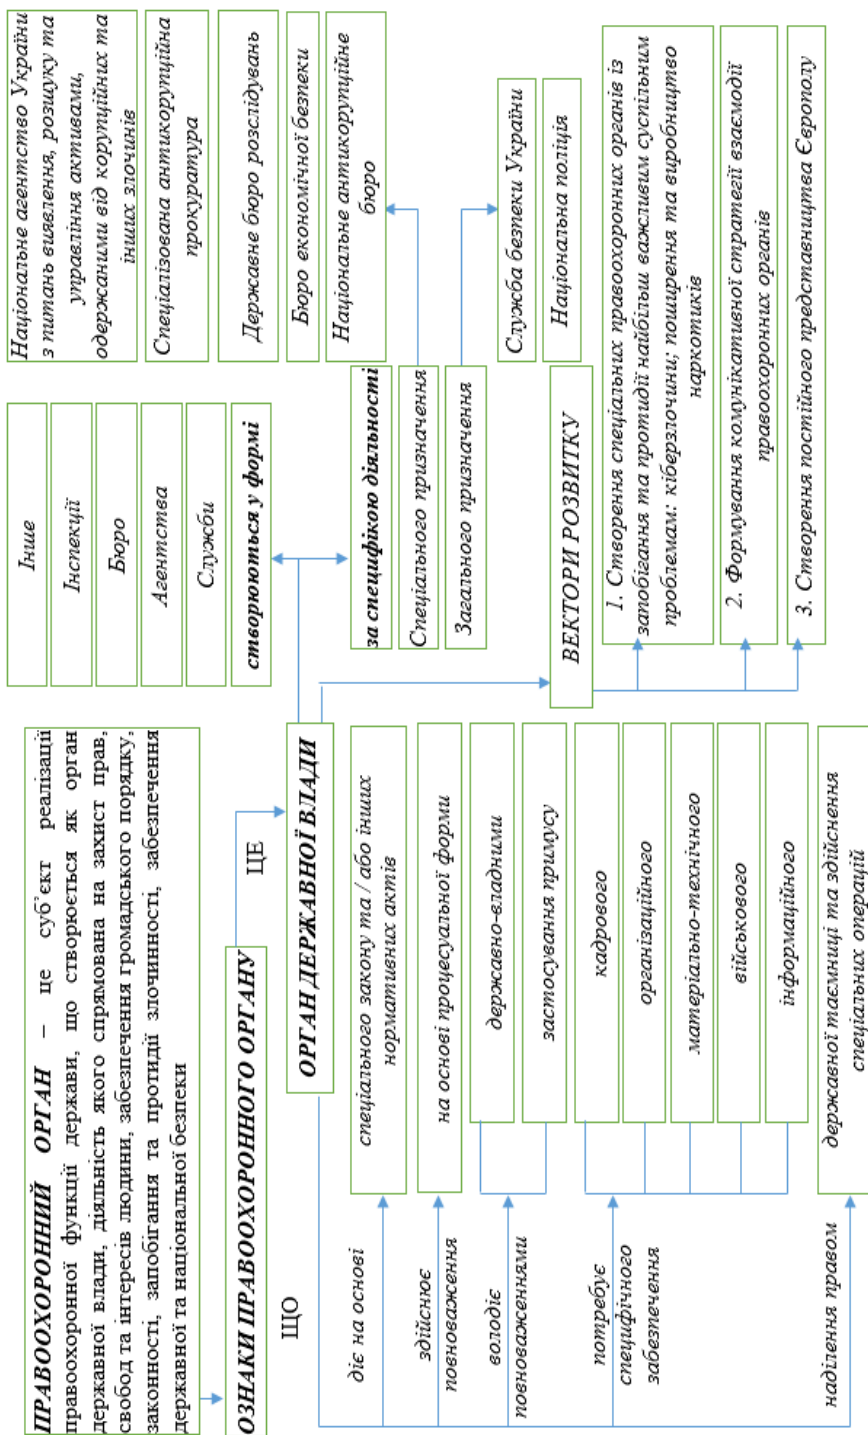 ПРАВООХОРОННИЙ ОРГАН – це суб’єкт реалізації
правоохоронної функції держави, що створюється як орган
державної влади, діяльність якого спрямована на захист прав,
свобод та інтересів людини, забезпечення громадського порядку,
законності, запобігання та протидії злочинності, забезпечення
державної та національної безпеки
ОЗНАКИ ПРАВООХОРОННОГО ОРГАНУ
ЦЕ
ЩО
ОРГАН ДЕРЖАВНОЇ ВЛАДИ
діє на основі
спеціального закону та / або інших
нормативних актів
здійснює
повноваження
на основі процесуальної форми
володіє
повноваженнями
державно-владними
застосування примусу
потребує
специфічного
забезпечення
кадрового
організаційного
матеріально-технічного
військового
інформаційного
наділення правом
державної таємниці та здійснення
спеціальних операцій
Інше
Інспекції
Бюро
Агентства
Служби
створюються у формі
за специфікою діяльності
Спеціального призначення
Загального призначення
Національне агентство України
з питань виявлення, розшуку та
управління активами,
одержаними від корупційних та
інших злочинів
Спеціалізована антикорупційна
прокуратура
Державне бюро розслідувань
Бюро економічної безпеки
Національне антикорупційне
бюро
Служба безпеки України
Національна поліція
ВЕКТОРИ РОЗВИТКУ
1. Створення спеціальних правоохоронних органів із
запобігання та протидії найбільш важливим суспільним
проблемам: кіберзлочини; поширення та виробництво
наркотиків
2. Формування комунікативної стратегії взаємодії
правоохоронних органів
3. Створення постійного представництва Європолу